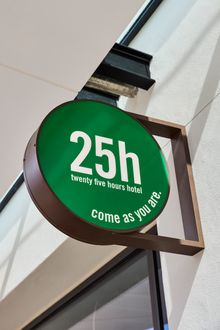 25h
twenty five hours hotel
come as you are.